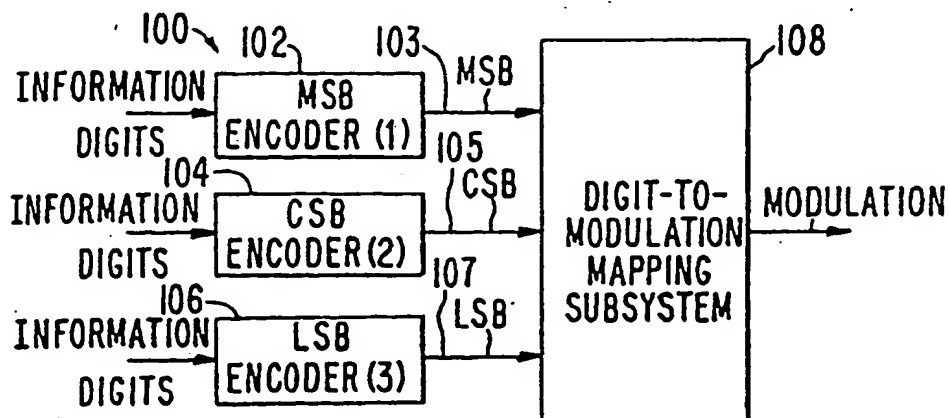 100
102
103
108
INFORMATION
DIGITS
MSB
ENCODER (1)
MSB
104
105
INFORMATION
DIGITS
CSB
ENCODER (2)
CSB
DIGIT-TO-
MODULATION
MAPPING
SUBSYSTEM
MODULATION
106
107
INFORMATION
DIGITS
LSB
ENCODER (3)
LSB